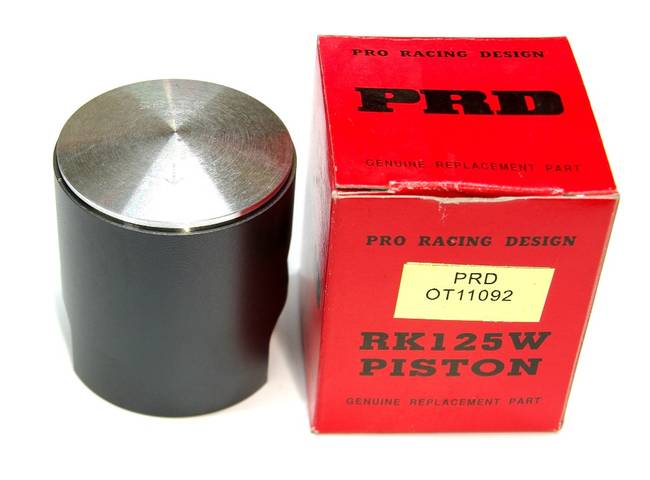 PRO RACING DESIGN
PRD
GENUINE REPLACEMENT PART
PRO RACING DESIGN
PRD
OT11092
RK125W
PISTON
GENUINE REPLACEMENT PART